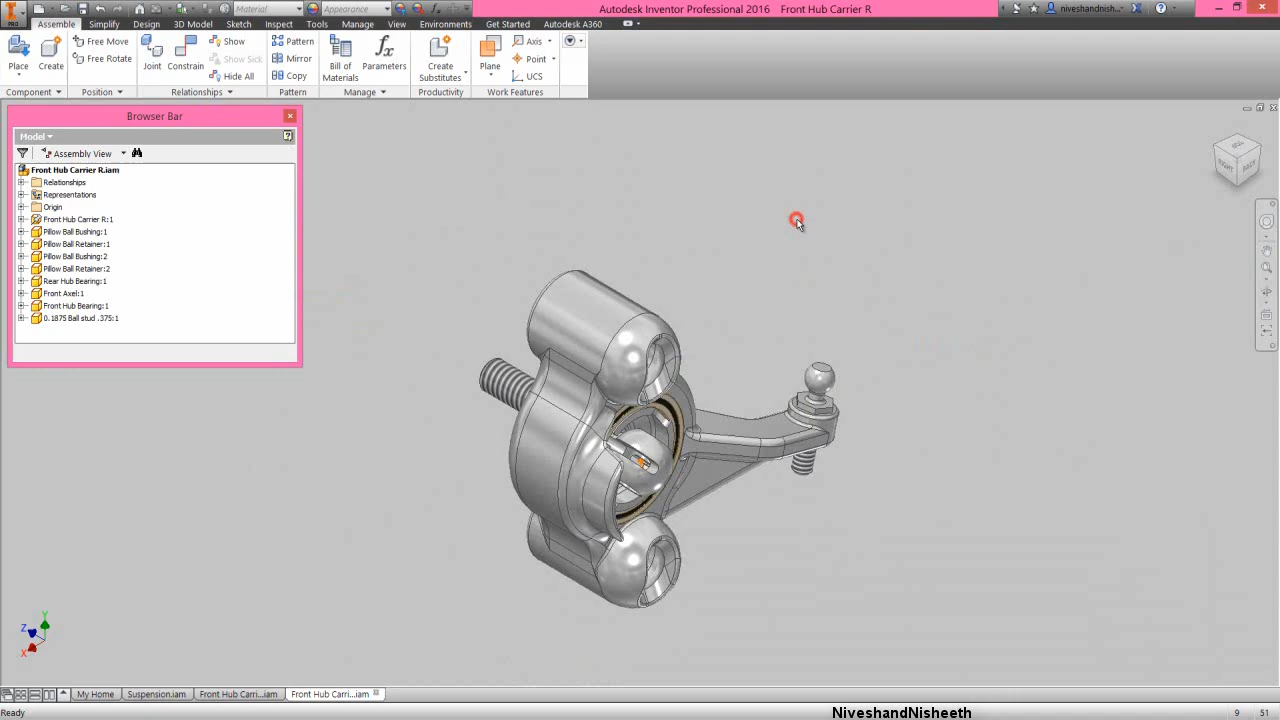 Autodesk Inventor Professional 2016 Front Hub Carrier R
Material
Appearance
niveshandnish...
PRO
Assemble Simplify Design 3D Model Sketch Inspect Tools Manage View Environments Get Started Autodesk A360
Place
Create
Free Move
Free Rotate
Joint
Constrain
Show
Show Sick
Hide All
Pattern
Mirror
Copy
Bill of
Materials
Parameters
Create
Substitutes
Plane
Axis
Point
UCS
Component Position Relationships Pattern Manage Productivity Work Features
Browser Bar
Model
Assembly View
Front Hub Carrier R.iam
Relationships
Representations
Origin
Front Hub Carrier R:1
Pillow Ball Bushing:1
Pillow Ball Retainer:1
Pillow Ball Bushing:2
Pillow Ball Retainer:2
Rear Hub Bearing:1
Front Axel:1
Front Hub Bearing:1
0.1875 Ball stud .375:1
RIGHT
Y
Z
X
My Home Suspension.iam Front Hub Carri...iam Front Hub Carri...iam
Ready
NiveshandNisheeth
9 51